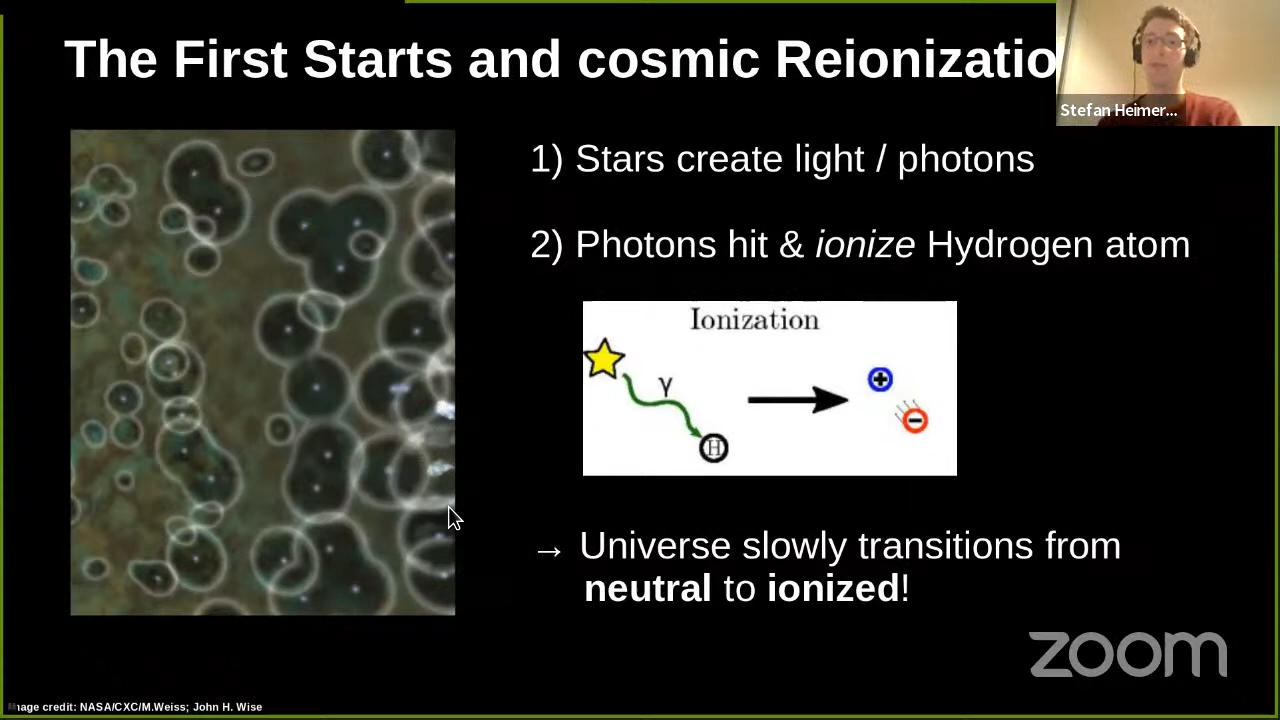 The First Starts and cosmic Reionizatio
Stefan Heimer...
1) Stars create light / photons
2) Photons hit & ionize Hydrogen atom
Ionization
γ
H
+
−
→ Universe slowly transitions from
neutral to ionized!
zoom
mage credit: NASA/CXC/M.Weiss; John H. Wise